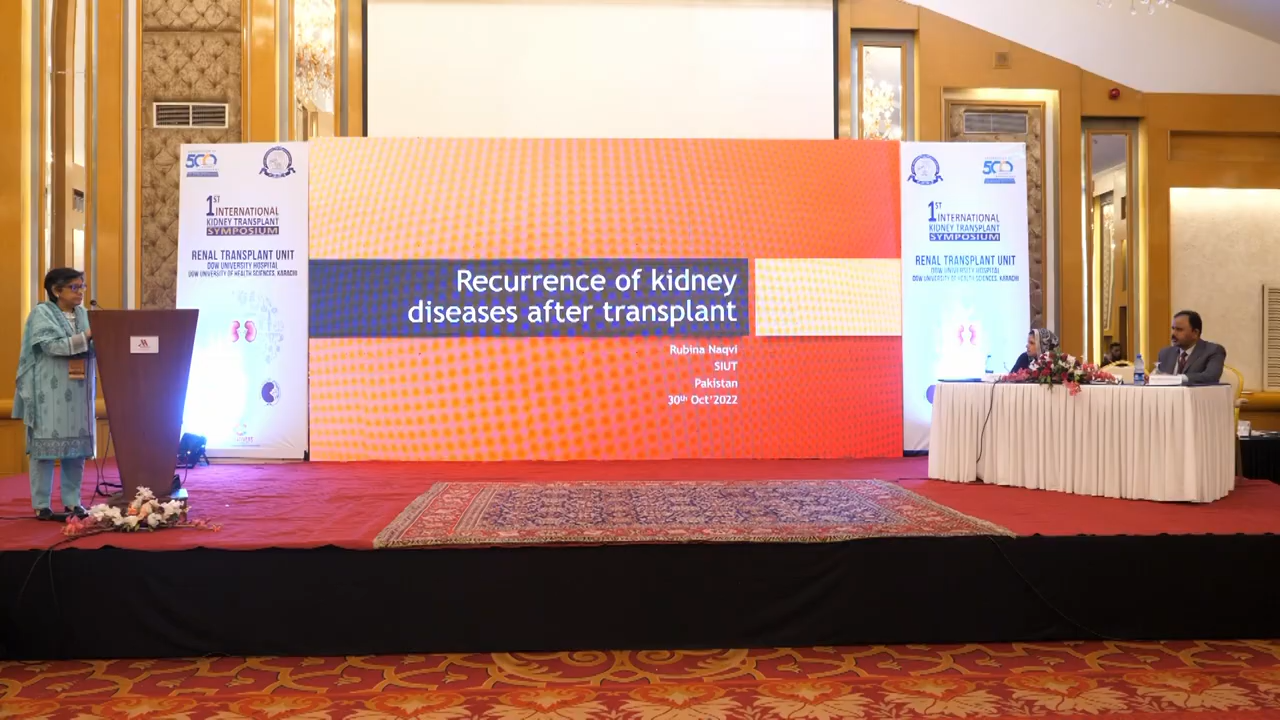 500
1ST
INTERNATIONAL
KIDNEY TRANSPLANT
SYMPOSIUM
RENAL TRANSPLANT UNIT
DOW UNIVERSITY HOSPITAL
DOW UNIVERSITY OF HEALTH SCIENCES, KARACHI
Recurrence of kidney
diseases after transplant
Rubina Naqvi
SIUT
Pakistan
30th Oct'2022
500
1ST
INTERNATIONAL
KIDNEY TRANSPLANT
SYMPOSIUM
RENAL TRANSPLANT UNIT
DOW UNIVERSITY HOSPITAL
DOW UNIVERSITY OF HEALTH SCIENCES, KARACHI